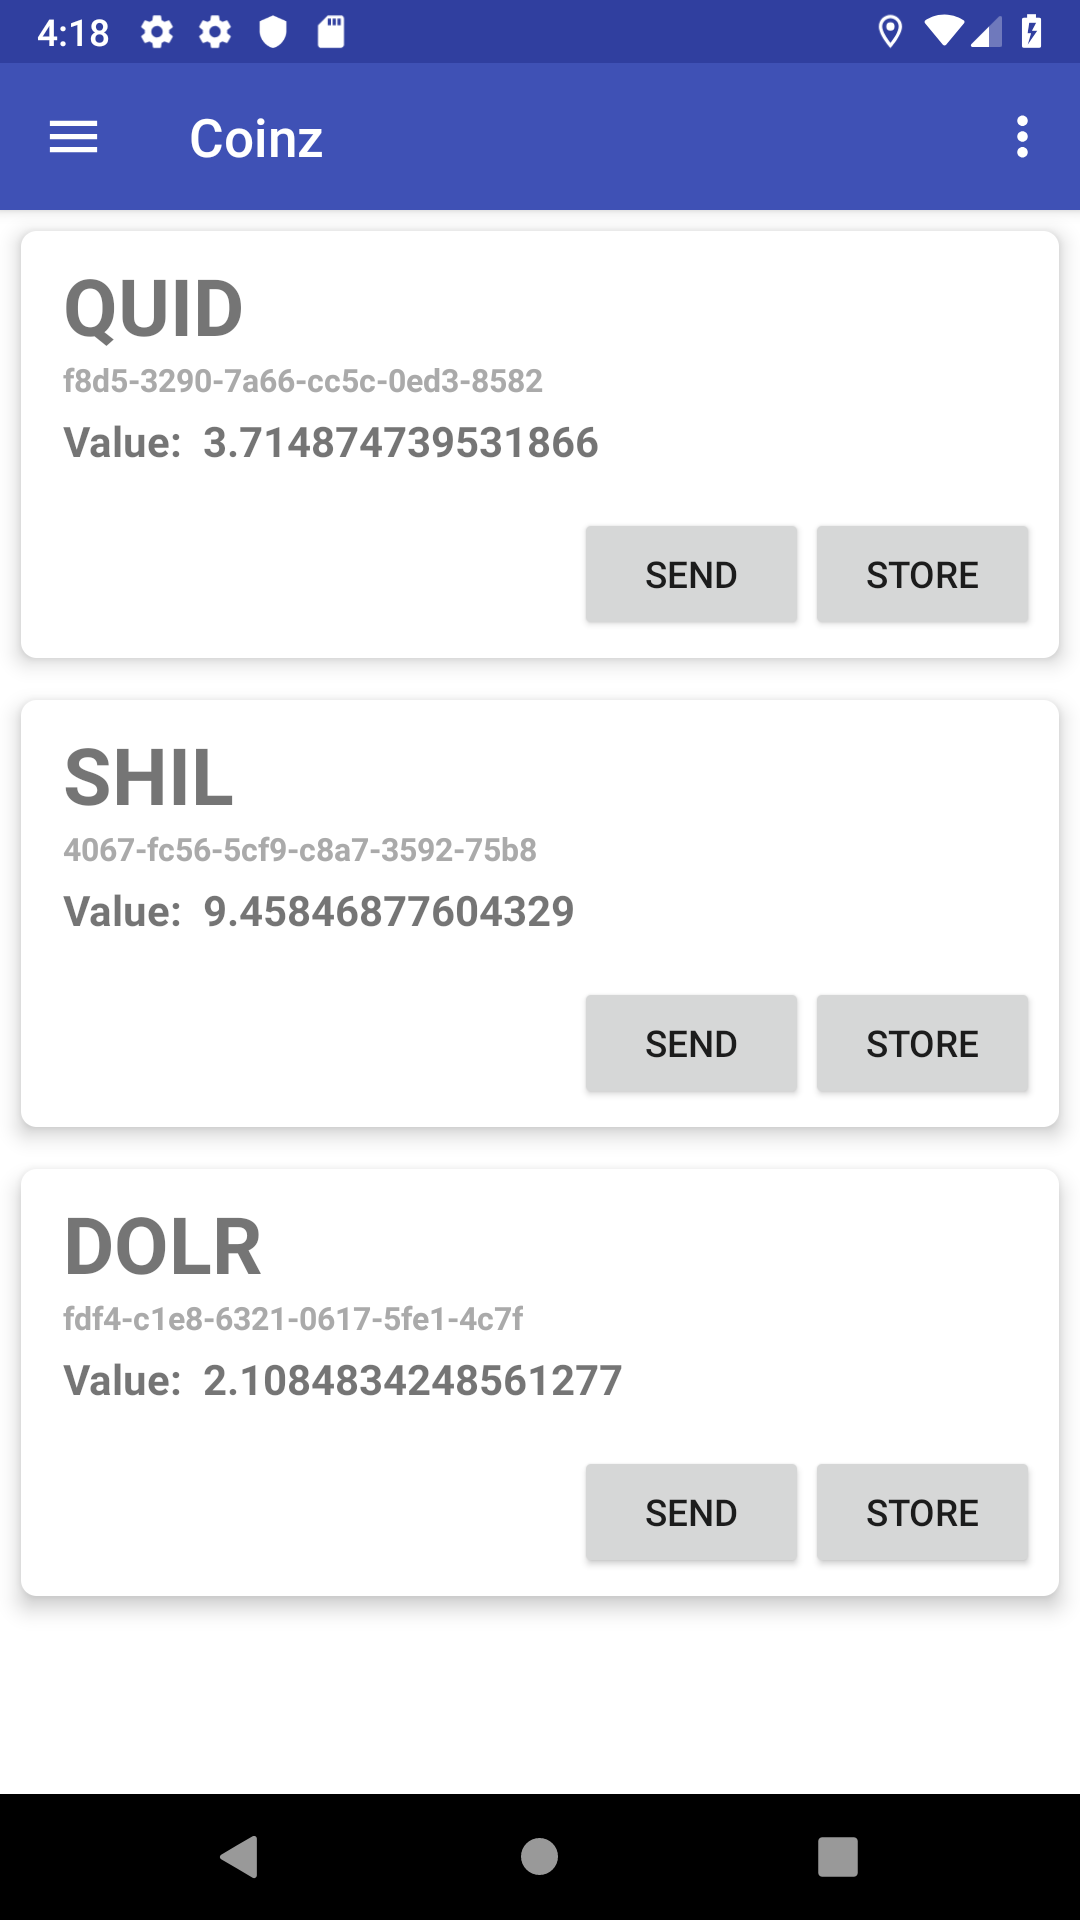 4:18
Coinz
QUID
f8d5-3290-7a66-cc5c-0ed3-8582
Value: 3.714874739531866
SEND STORE
SHIL
4067-fc56-5cf9-c8a7-3592-75b8
Value: 9.45846877604329
SEND STORE
DOLR
fdf4-c1e8-6321-0617-5fe1-4c7f
Value: 2.1084834248561277
SEND STORE